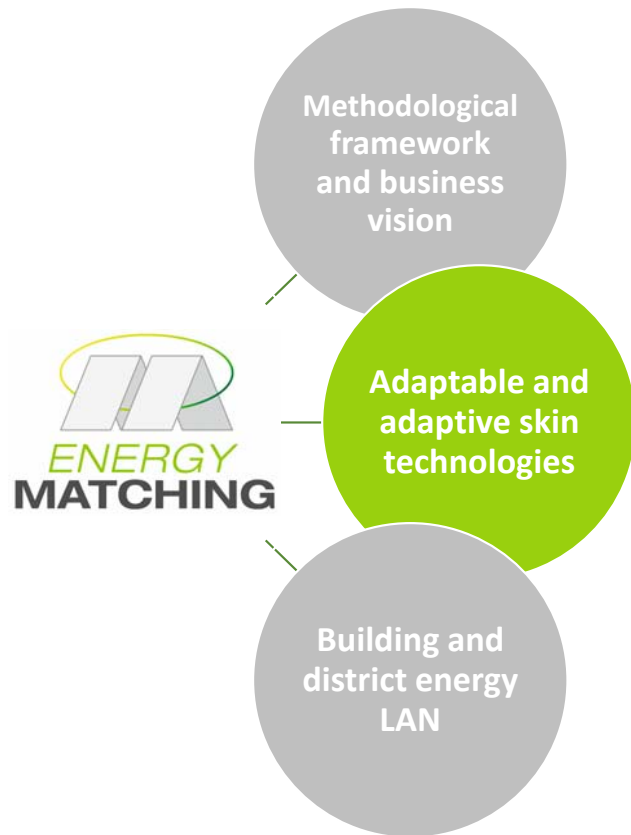 Methodological
framework
and business
vision
Adaptable and
adaptive skin
technologies
ENERGY
MATCHING
Building and
district energy
LAN